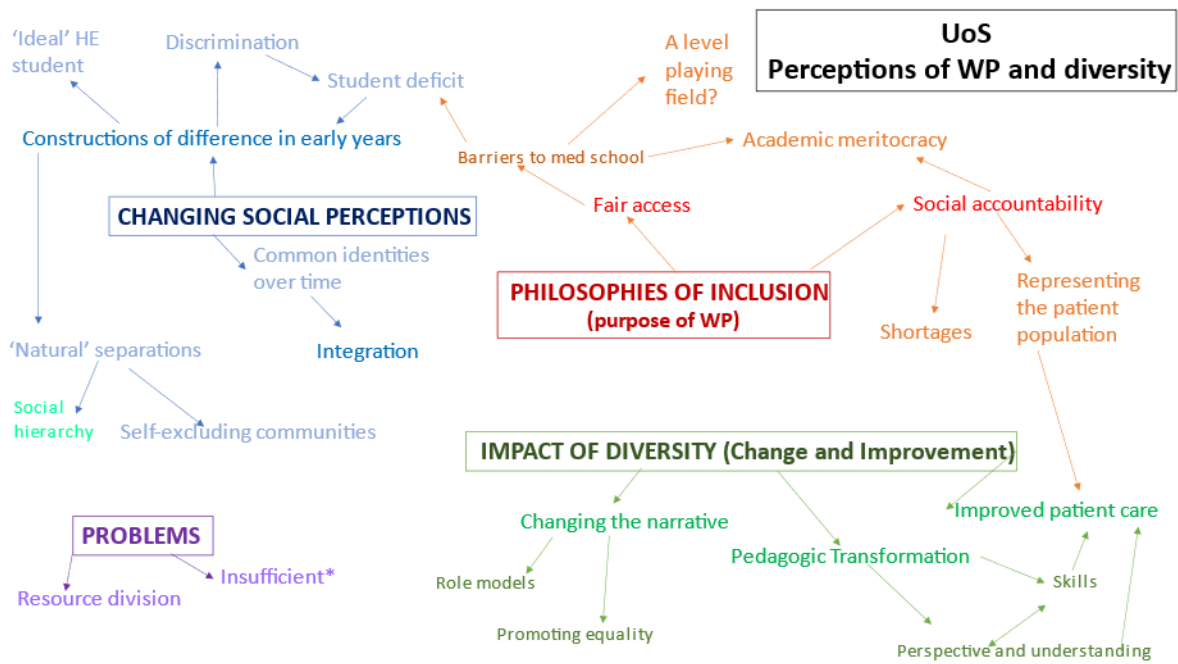 UoS
Perceptions of WP and diversity
‘Ideal’ HE
student
Discrimination
Student deficit
A level
playing
field?
Constructions of difference in early years
Barriers to med school
Academic meritocracy
CHANGING SOCIAL PERCEPTIONS
Fair access
Social accountability
Common identities
over time
PHILOSOPHIES OF INCLUSION
(purpose of WP)
Representing
the patient
population
Shortages
‘Natural’ separations
Integration
Social
hierarchy
Self-excluding communities
IMPACT OF DIVERSITY (Change and Improvement)
Changing the narrative
Improved patient care
PROBLEMS
Pedagogic Transformation
Insufficient*
Resource division
Role models
Skills
Promoting equality
Perspective and understanding